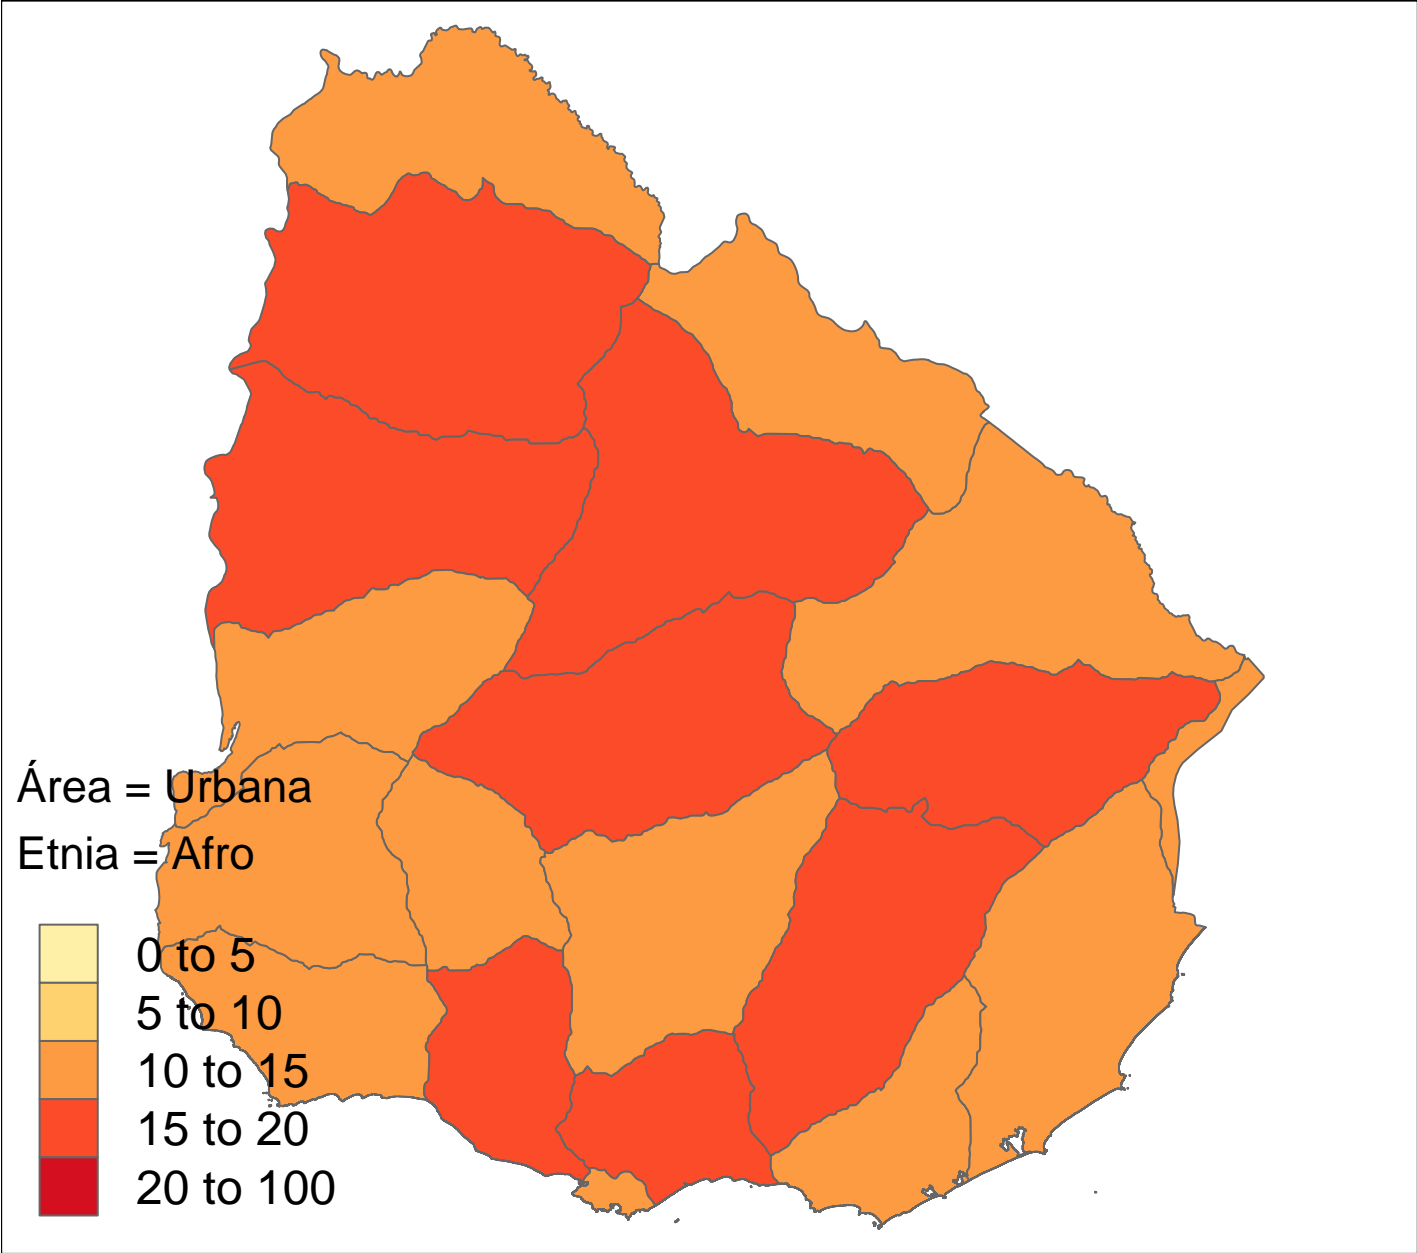 Área = Urbana
Etnia = Afro
0 to 5
5 to 10
10 to 15
15 to 20
20 to 100